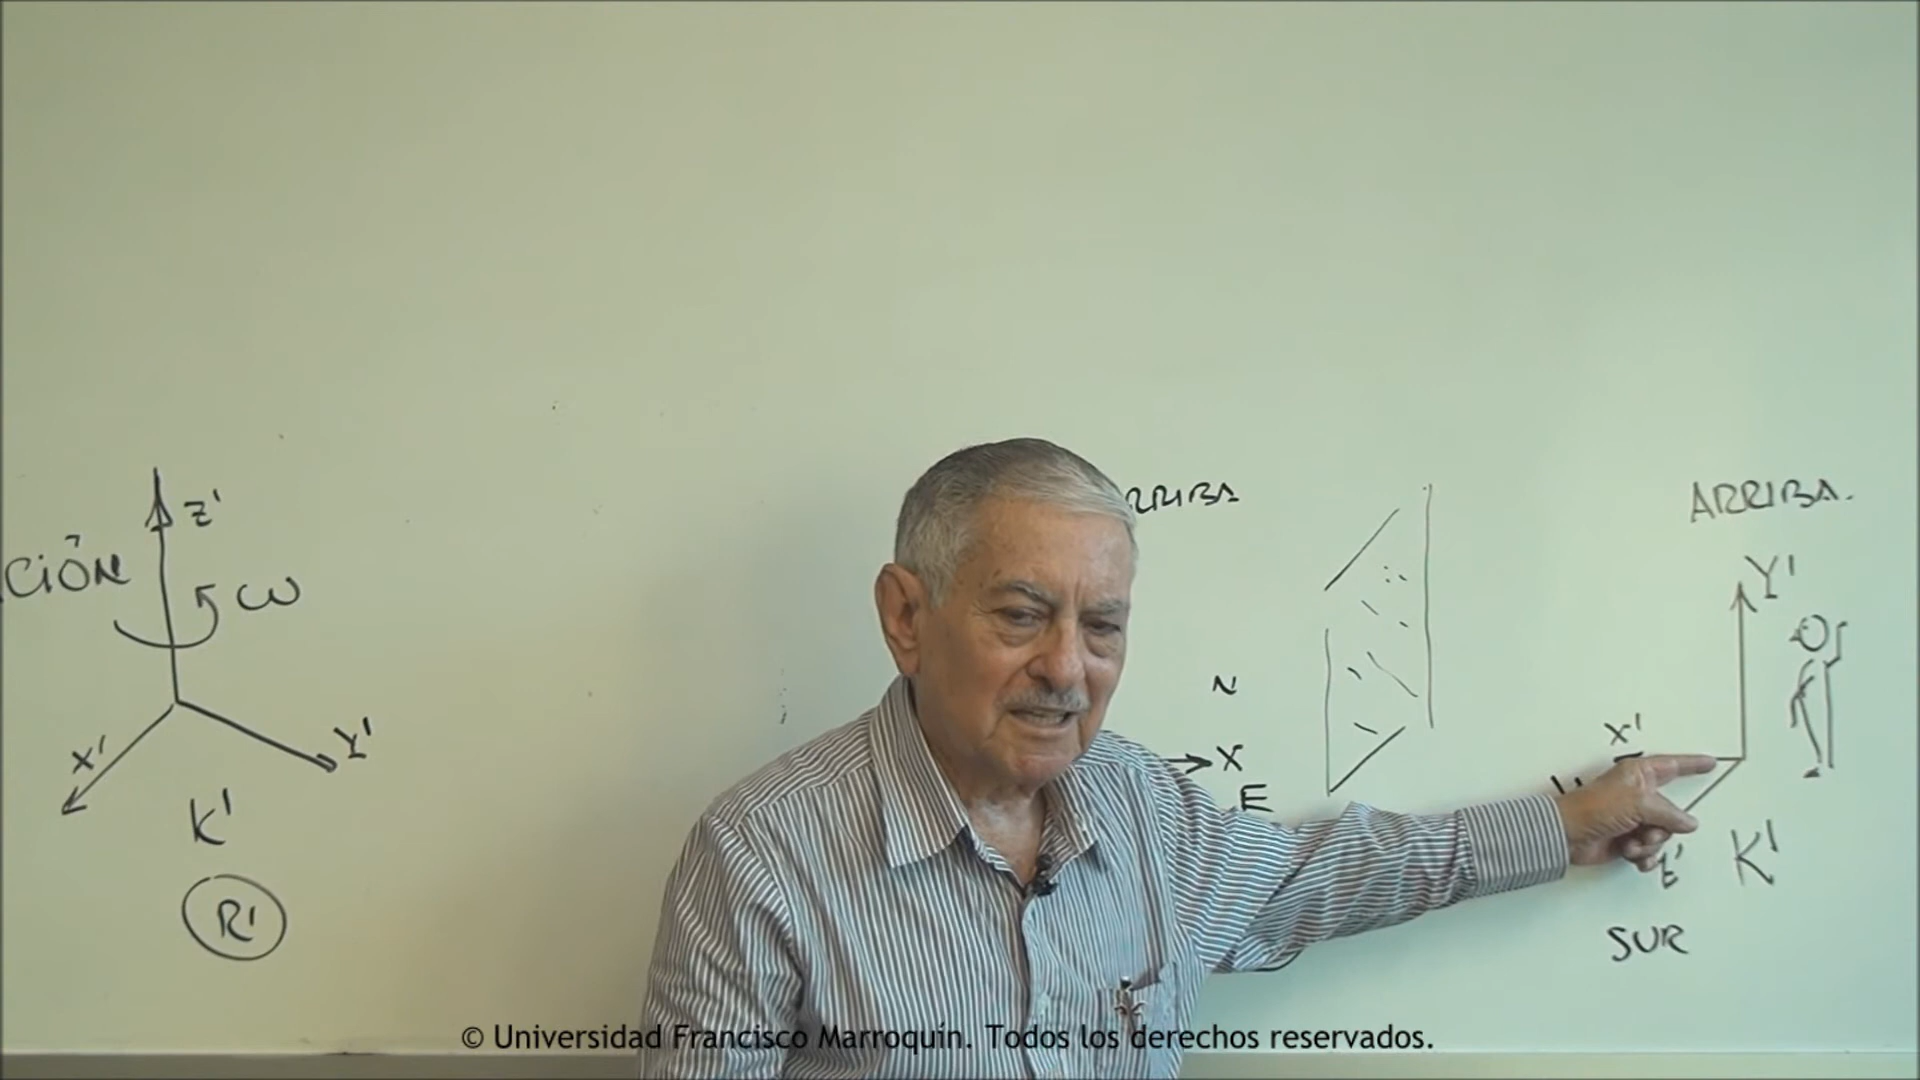 Z'
CIÓN
ω
X'
Y'
K'
R'
RRIBA
N
X
E
ARRIBA.
Y'
X'
Z'
K'
SUR
© Universidad Francisco Marroquín. Todos los derechos reservados.